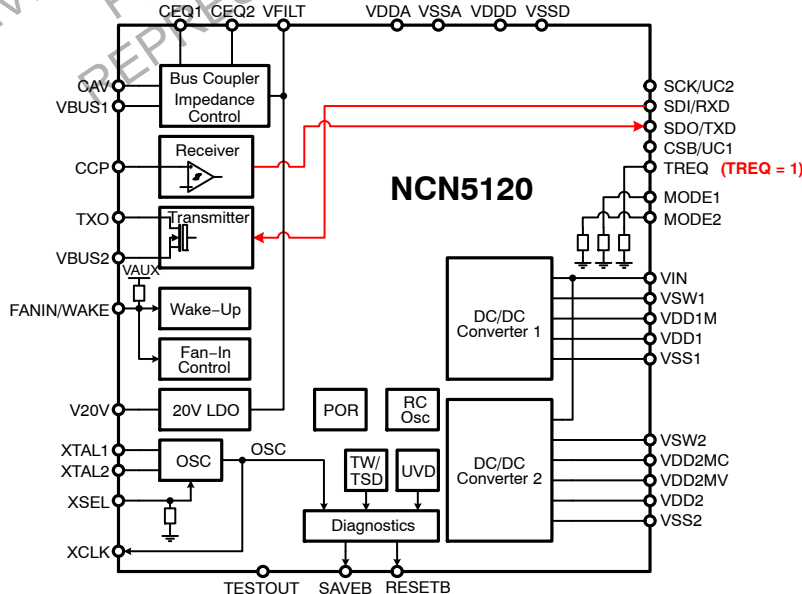 CEQ1 CEQ2 VFILT VDDA VSSA VDDD VSSD
CAV
VBUS1
CCP
TXO
VBUS2
VAUX
FANIN/WAKE
V20V
XTAL1
XTAL2
XSEL
XCLK
Bus Coupler
Impedance
Control
Receiver
Transmitter
Wake-Up
Fan-In
Control
20V LDO
OSC
OSC
POR
RC
Osc
TW/
TSD
UVD
Diagnostics
NCN5120
DC/DC
Converter 1
DC/DC
Converter 2
SCK/UC2
SDI/RXD
SDO/TXD
CSB/UC1
TREQ (TREQ = 1)
MODE1
MODE2
VIN
VSW1
VDD1M
VDD1
VSS1
VSW2
VDD2MC
VDD2MV
VDD2
VSS2
TESTOUT SAVEB RESETB